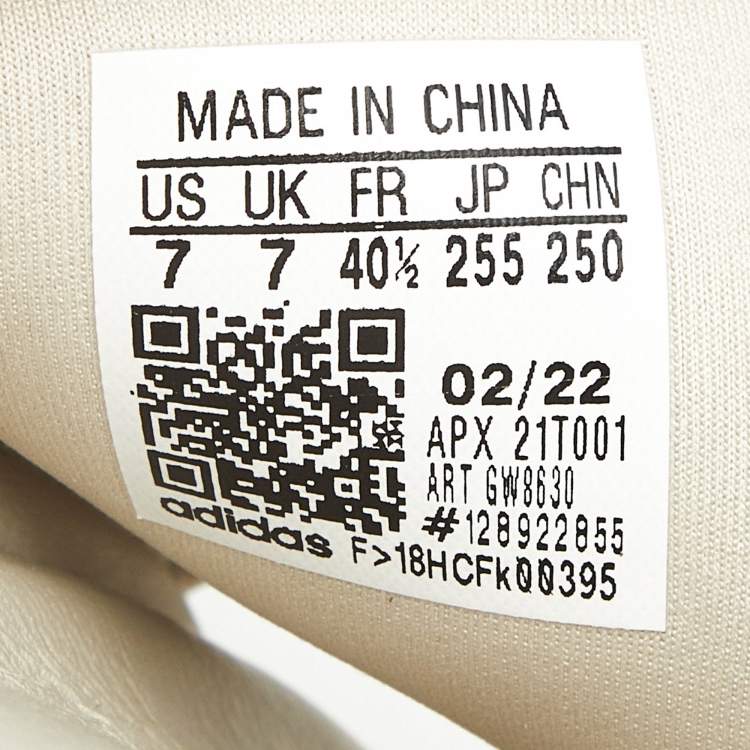 MADE IN CHINA
US UK FR JP CHN
7 7 40½ 255 250
02/22
APX 21T001
ART GW8630
#128922855
adidas F>18HCFk00395